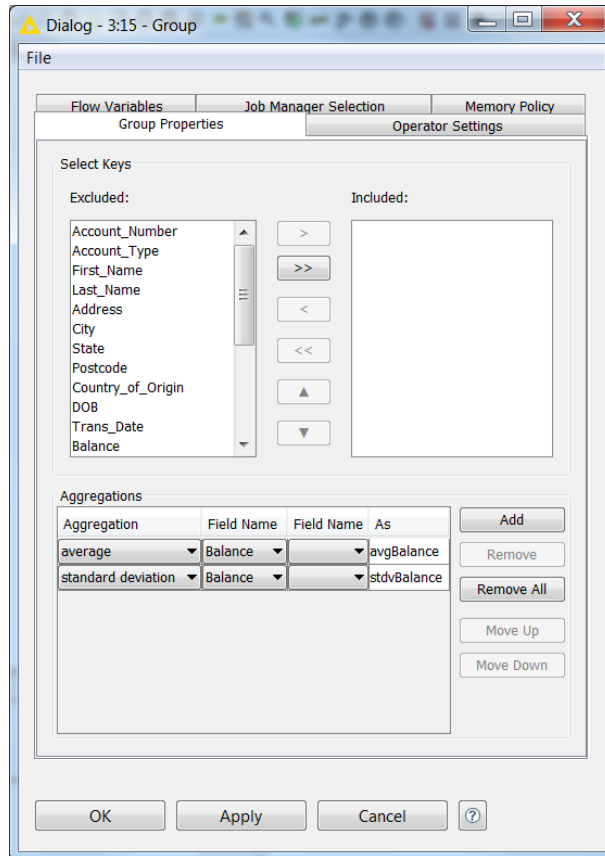 Dialog - 3:15 - Group
File
Flow Variables Job Manager Selection Memory Policy
Group Properties Operator Settings
Select Keys
Excluded: Included:
Account_Number
Account_Type
First_Name
Last_Name
Address
City
State
Postcode
Country_of_Origin
DOB
Trans_Date
Balance
>
>>
<
<<
Aggregations
Aggregation Field Name Field Name As
average Balance avgBalance
standard deviation Balance stdvBalance
Add
Remove
Remove All
Move Up
Move Down
OK Apply Cancel ?